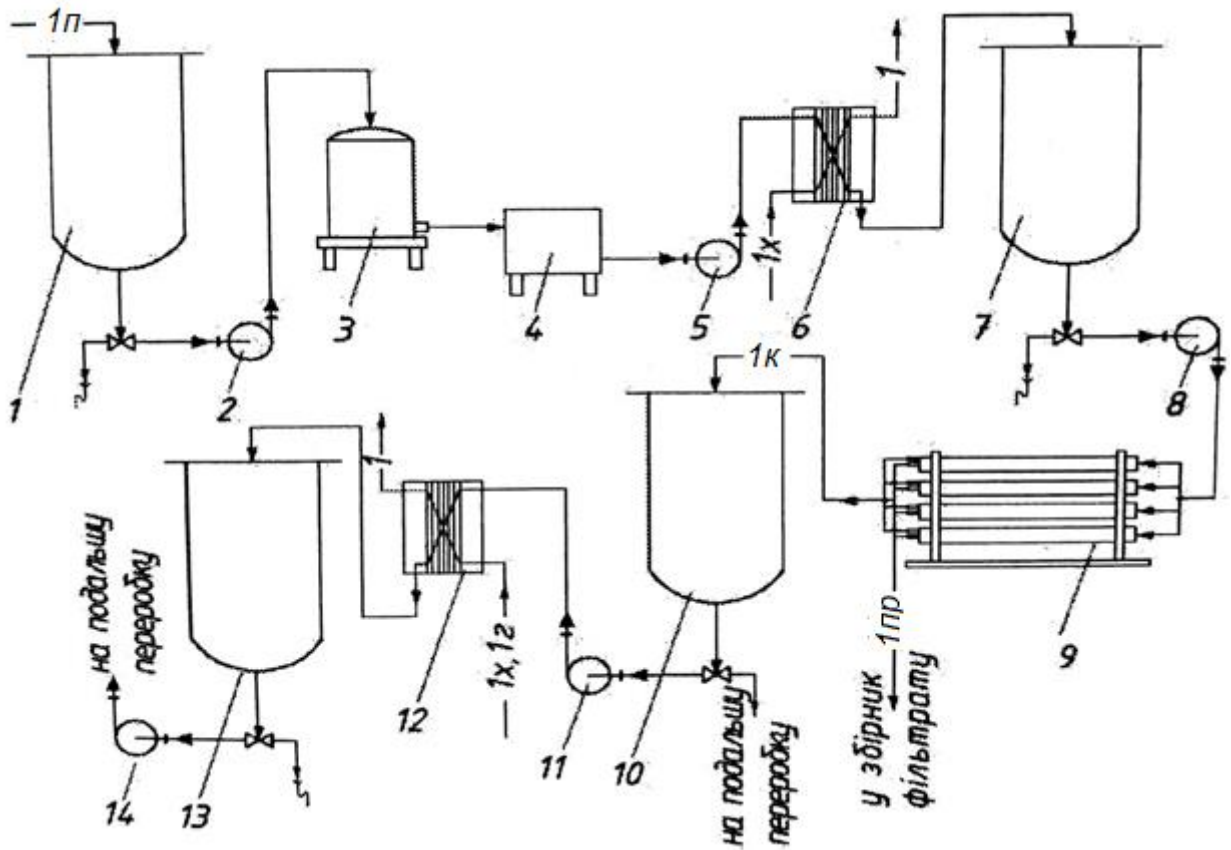 1п
1
1
2
3
4
5
1х
6
7
8
1к
1
на подальшу
переробку
12
1х,1г
11
10
на подальшу
переробку
1пр
у збірник
фільтрату
9
14
13